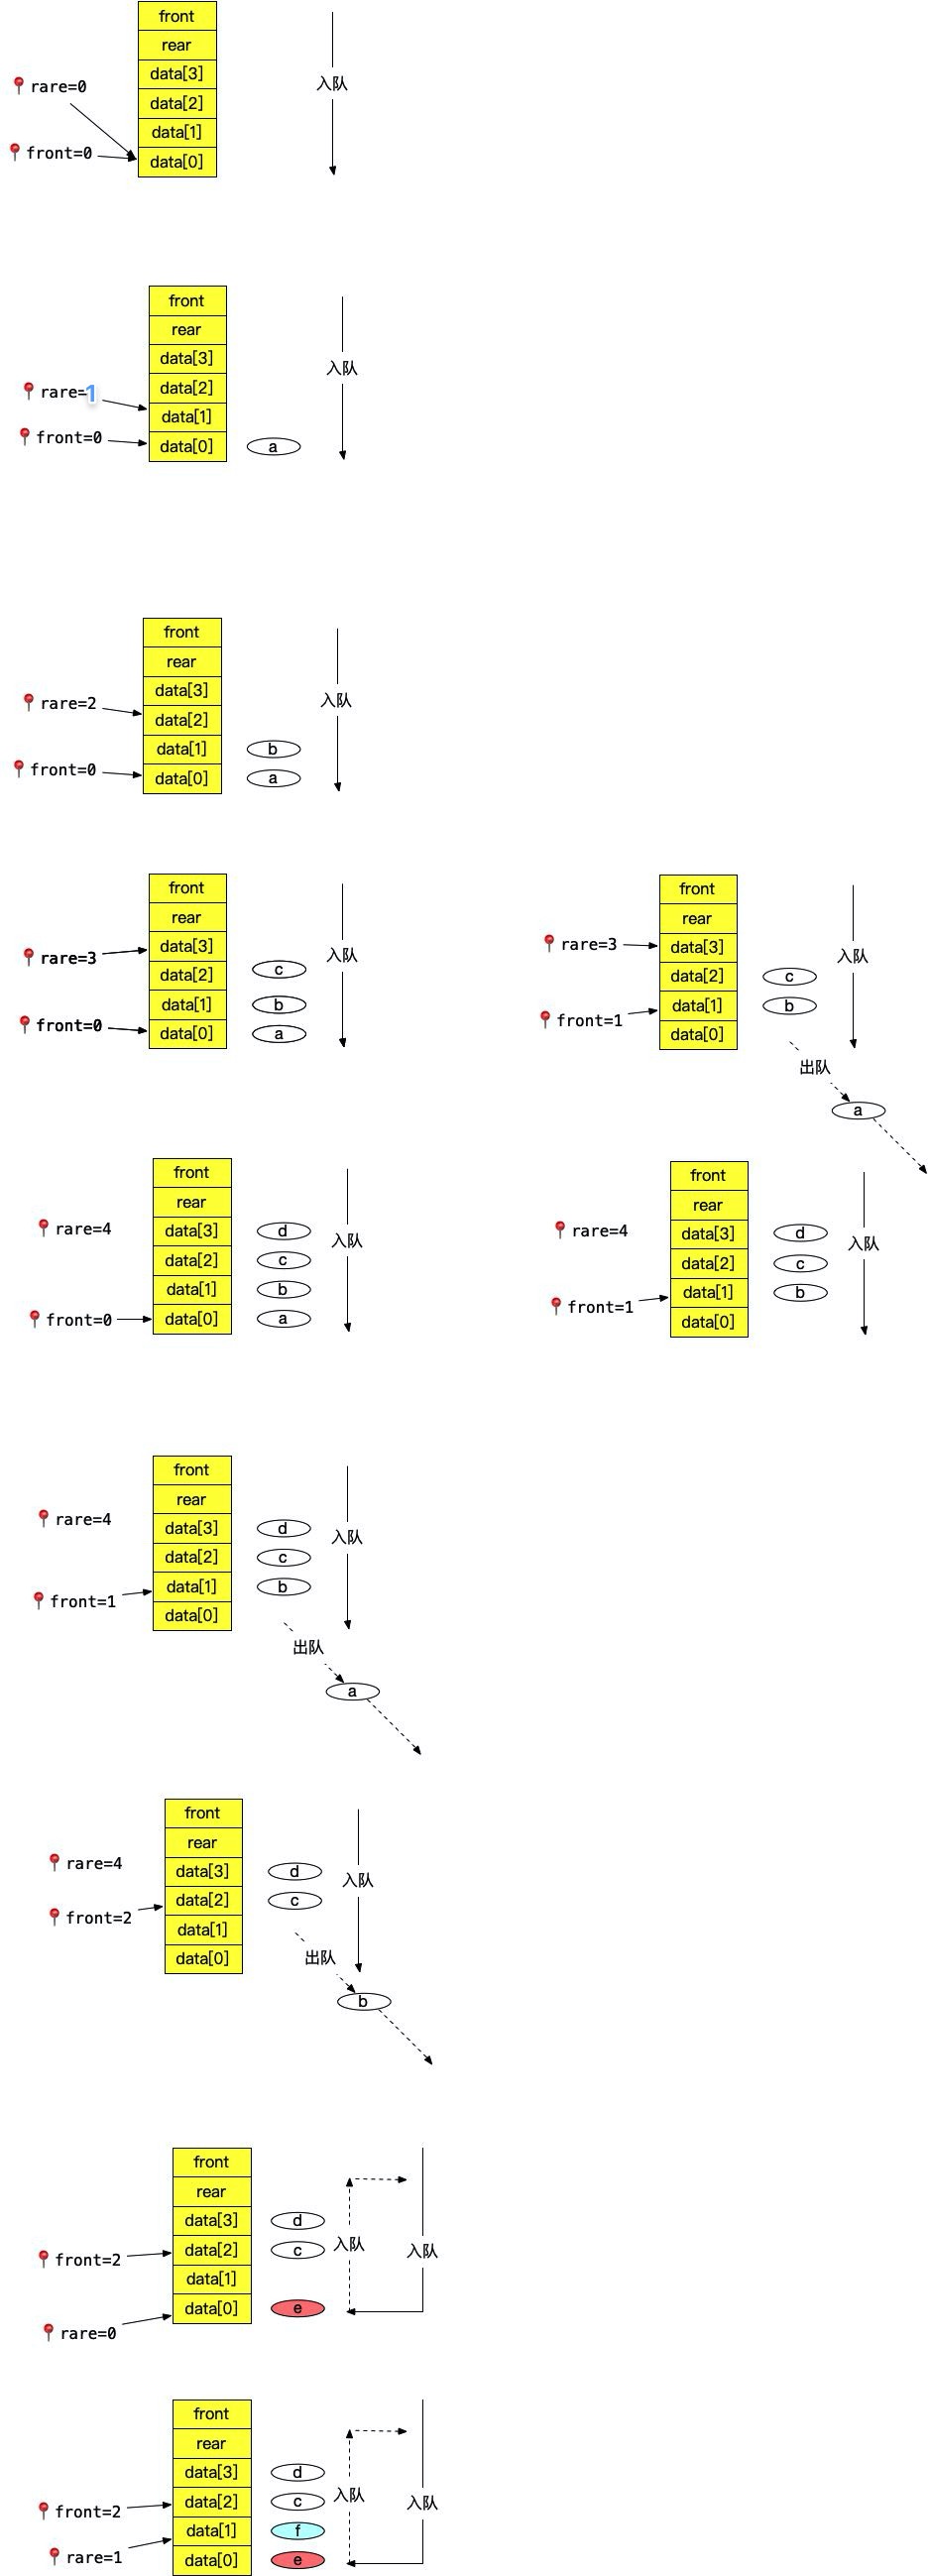 front
rear
data[3]
data[2]
data[1]
data[0]
rare=0
front=0
入队
front
rear
data[3]
data[2]
data[1]
data[0]
rare=1
front=0
a
入队
front
rear
data[3]
data[2]
data[1]
data[0]
rare=2
front=0
b
a
入队
front
rear
data[3]
data[2]
data[1]
data[0]
rare=3
front=0
c
b
a
入队
front
rear
data[3]
data[2]
data[1]
data[0]
rare=3
front=1
c
b
入队
出队
a
front
rear
data[3]
data[2]
data[1]
data[0]
rare=4
front=0
d
c
b
a
入队
front
rear
data[3]
data[2]
data[1]
data[0]
rare=4
front=1
d
c
b
入队
front
rear
data[3]
data[2]
data[1]
data[0]
rare=4
front=1
d
c
b
入队
出队
a
front
rear
data[3]
data[2]
data[1]
data[0]
rare=4
front=2
d
c
入队
出队
b
front
rear
data[3]
data[2]
data[1]
data[0]
front=2
rare=0
d
c
e
入队
入队
front
rear
data[3]
data[2]
data[1]
data[0]
front=2
rare=1
d
c
f
e
入队
入队